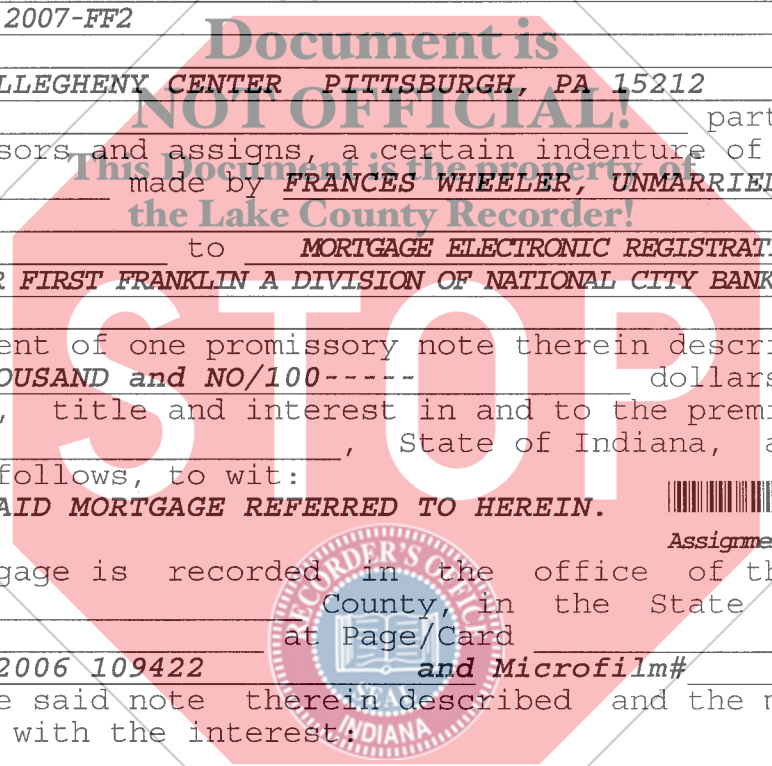 2007-FF2
Document is
LLEGHENY CENTER PITTSBURGH, PA 15212
NOT OFFICIAL!
part
sors and assigns, a certain indenture of
This Document is the property of
made by FRANCES WHEELER, UNMARRIED
the Lake County Recorder!
to MORTGAGE ELECTRONIC REGISTRATI
R FIRST FRANKLIN A DIVISION OF NATIONAL CITY BANK
STOP
ent of one promissory note therein descri
OUSAND and NO/100----- dollars
, title and interest in and to the premi
, State of Indiana, a
follows, to wit:
AID MORTGAGE REFERRED TO HEREIN.
Assignme
gage is recorded in the office of th
RECORDER'S OFFICE
County, in the State
at Page/Card
2006 109422 and Microfilm#
SEAL
e said note therein described and the m
INDIANA
with the interest: